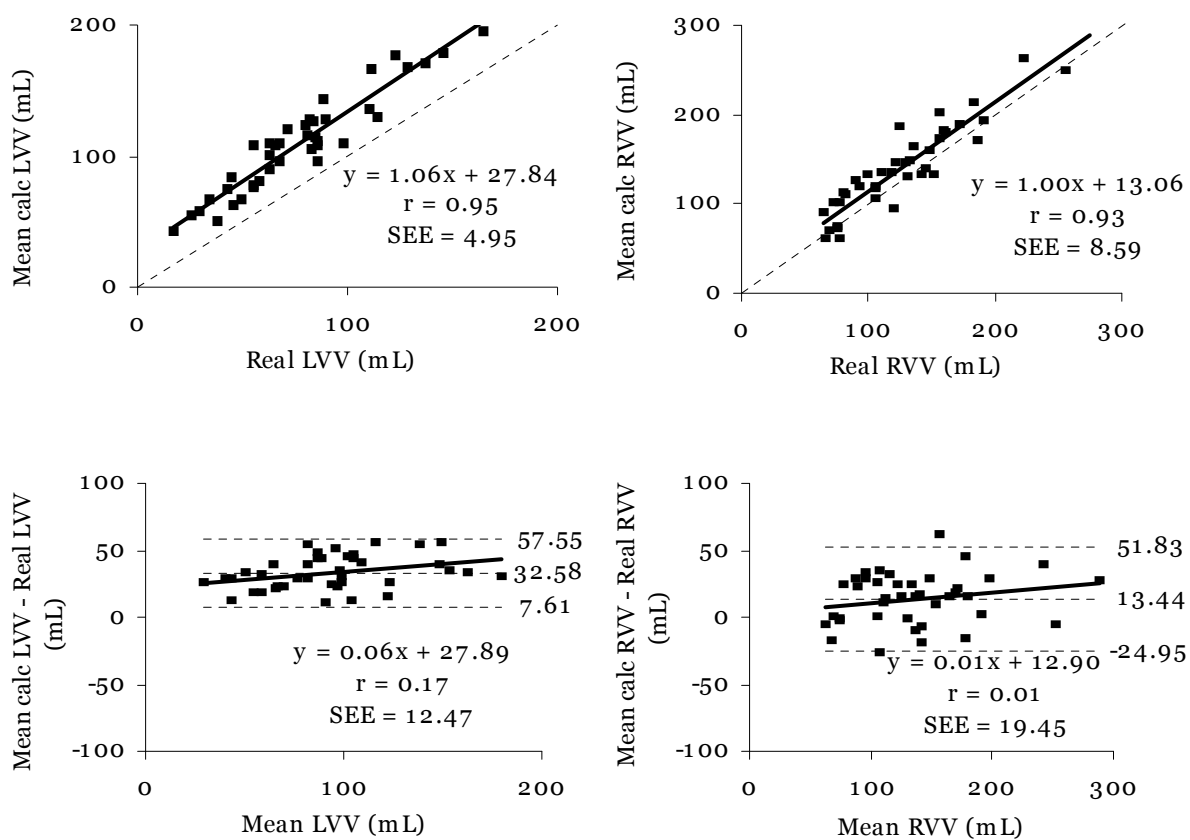 Mean calc LVV (mL)
200
100
0
y = 1.06x + 27.84
r = 0.95
SEE = 4.95
0
100
200
Real LVV (mL)
Mean calc RVV (mL)
300
200
100
0
y = 1.00x + 13.06
r = 0.93
SEE = 8.59
0
100
200
300
Real RVV (mL)
Mean calc LVV - Real LVV
(mL)
100
50
0
-50
-100
57.55
32.58
7.61
y = 0.06x + 27.89
r = 0.17
SEE = 12.47
0
100
200
Mean LVV (mL)
Mean calc RVV - Real RVV
(mL)
100
50
0
-50
-100
51.83
13.44
-24.95
y = 0.01x + 12.90
r = 0.01
SEE = 19.45
0
100
200
300
Mean RVV (mL)